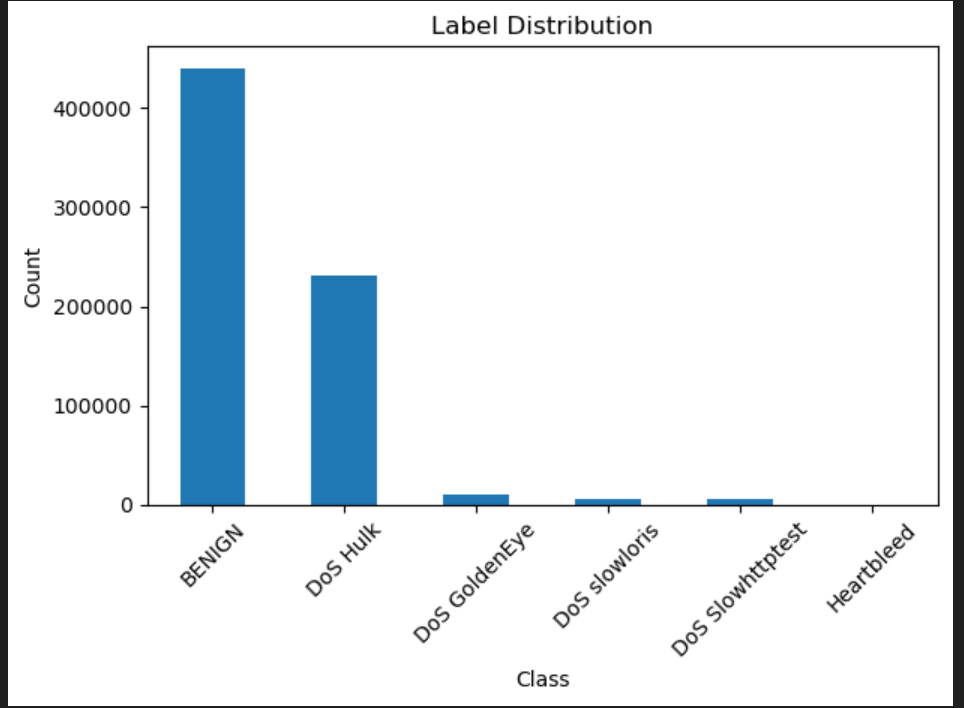 Label Distribution
400000
300000
200000
100000
0
Count
BENIGN
DoS Hulk
DoS GoldenEye
DoS slowloris
DoS Slowhttptest
Heartbleed
Class